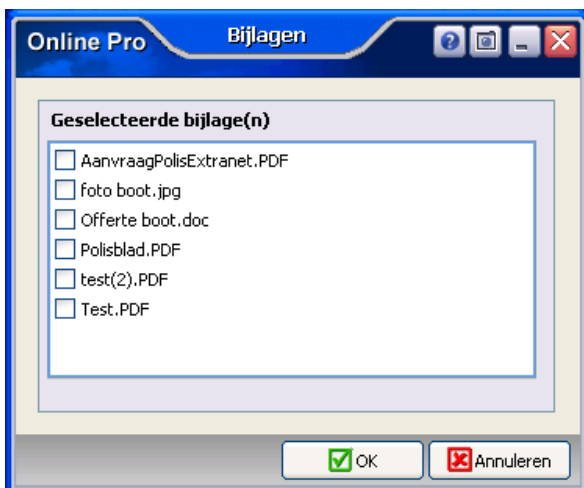 Online Pro
Bijlagen
Geselecteerde bijlage(n)
AanvraagPolisExtranet.PDF
foto boot.jpg
Offerte boot.doc
Polisblad.PDF
test(2).PDF
Test.PDF
OK
Annuleren